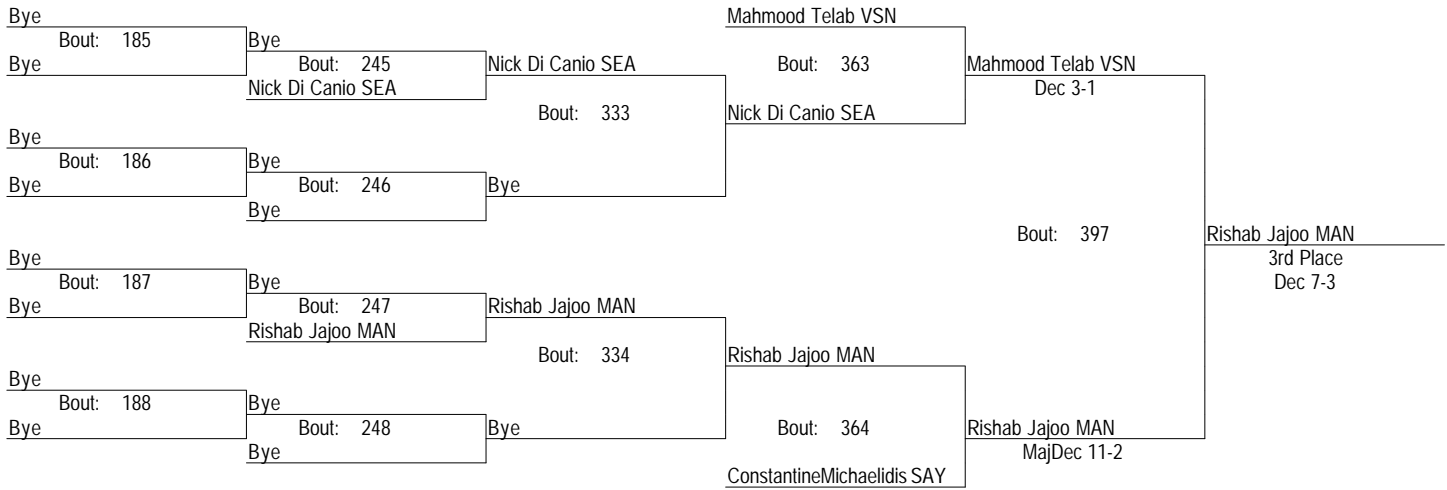 Bye
Mahmood Telab VSN
Bout: 185
Bye
Bye
Bout: 245
Nick Di Canio SEA
Bout: 363
Mahmood Telab VSN
Nick Di Canio SEA
Dec 3-1
Bout: 333
Nick Di Canio SEA
Bye
Bout: 186
Bye
Bye
Bout: 246
Bye
Bye
Bout: 397
Rishab Jajoo MAN
3rd Place
Dec 7-3
Bye
Bout: 187
Bye
Bye
Bout: 247
Rishab Jajoo MAN
Rishab Jajoo MAN
Bout: 334
Rishab Jajoo MAN
Bye
Bout: 188
Bye
Bye
Bout: 248
Bye
Bout: 364
Rishab Jajoo MAN
Bye
MajDec 11-2
ConstantineMichaelidis SAY